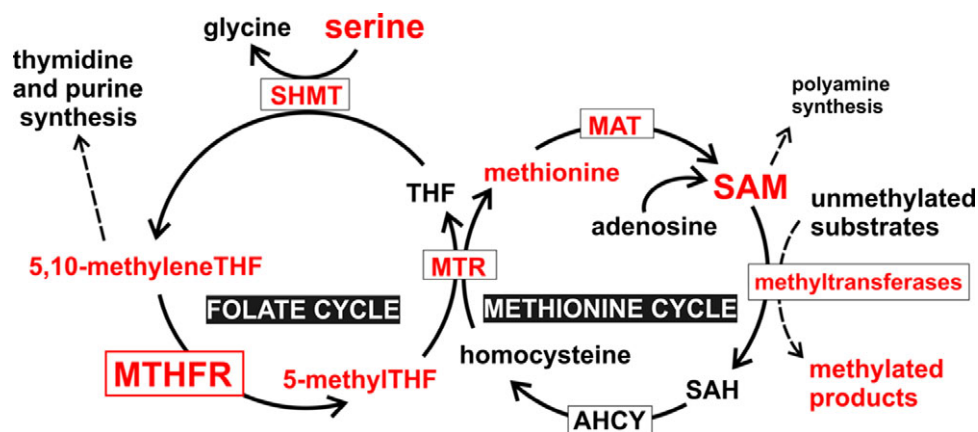 glycine
serine
thymidine
and purine
synthesis
SHMT
polyamine
synthesis
MAT
methionine
THF
SAM
adenosine
unmethylated
substrates
5,10-methyleneTHF
MTR
methyltransferases
FOLATE CYCLE
METHIONINE CYCLE
homocysteine
MTHFR
5-methylTHF
SAH
methylated
products
AHCY